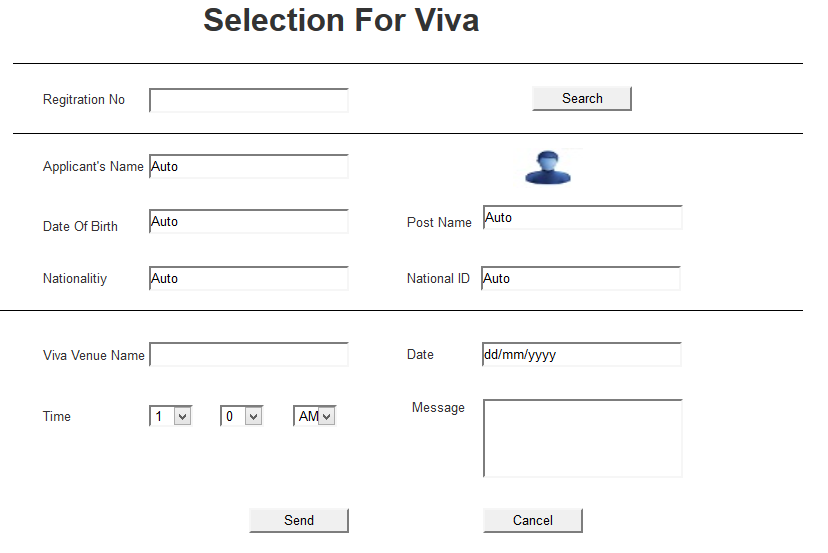 Selection For Viva
Regitration No Search
Applicant's Name Auto
Date Of Birth Auto Post Name Auto
Nationalitiy Auto National ID Auto
Viva Venue Name Date dd/mm/yyyy
Time 1 0 AM Message
Send Cancel